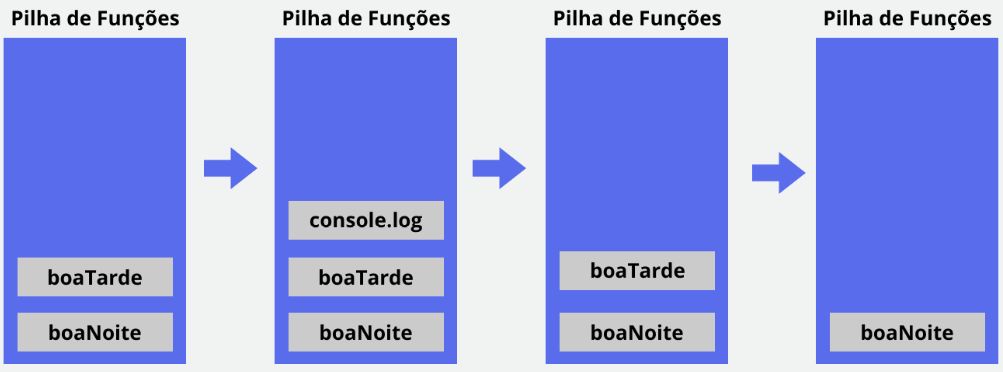 Pilha de Funções
Pilha de Funções
Pilha de Funções
Pilha de Funções
boaTarde
boaNoite
console.log
boaTarde
boaNoite
boaTarde
boaNoite
boaNoite